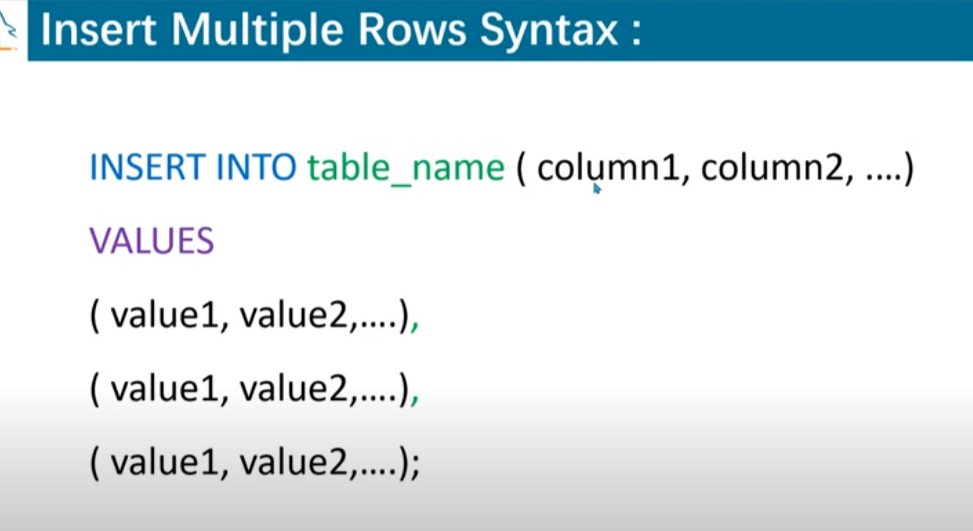 Insert Multiple Rows Syntax :
INSERT INTO table_name ( column1, column2, ....)
VALUES
( value1, value2,....),
( value1, value2,....),
( value1, value2,....);